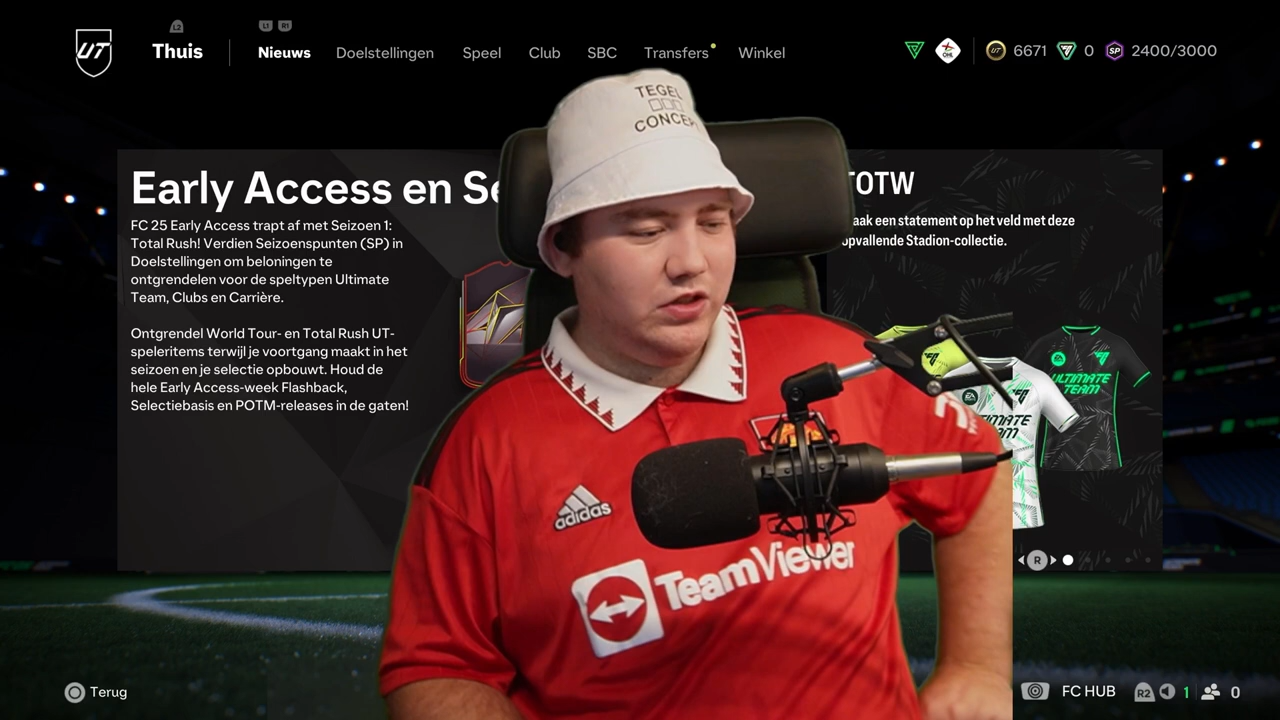 L2
L1 R1
UT Thuis Nieuws Doelstellingen Speel Club SBC Transfers Winkel OHL UT 6671 0 SP 2400/3000
TEGEL
CONCEP
Early Access en Se
FC 25 Early Access trapt af met Seizoen 1:
Total Rush! Verdien Seizoenspunten (SP) in
Doelstellingen om beloningen te
ontgrendelen voor de speltypen Ultimate
Team, Clubs en Carrière.
Ontgrendel World Tour- en Total Rush UT-
speleritems terwijl je voortgang maakt in het
seizoen en je selectie opbouwt. Houd de
hele Early Access-week Flashback,
Selectiebasis en POTM-releases in de gaten!
TOTW
aak een statement op het veld met deze
opvallende Stadion-collectie.
ULTIMATE
TEAM
adidas
TeamViewer
R
Terug
FC HUB R2 1 0